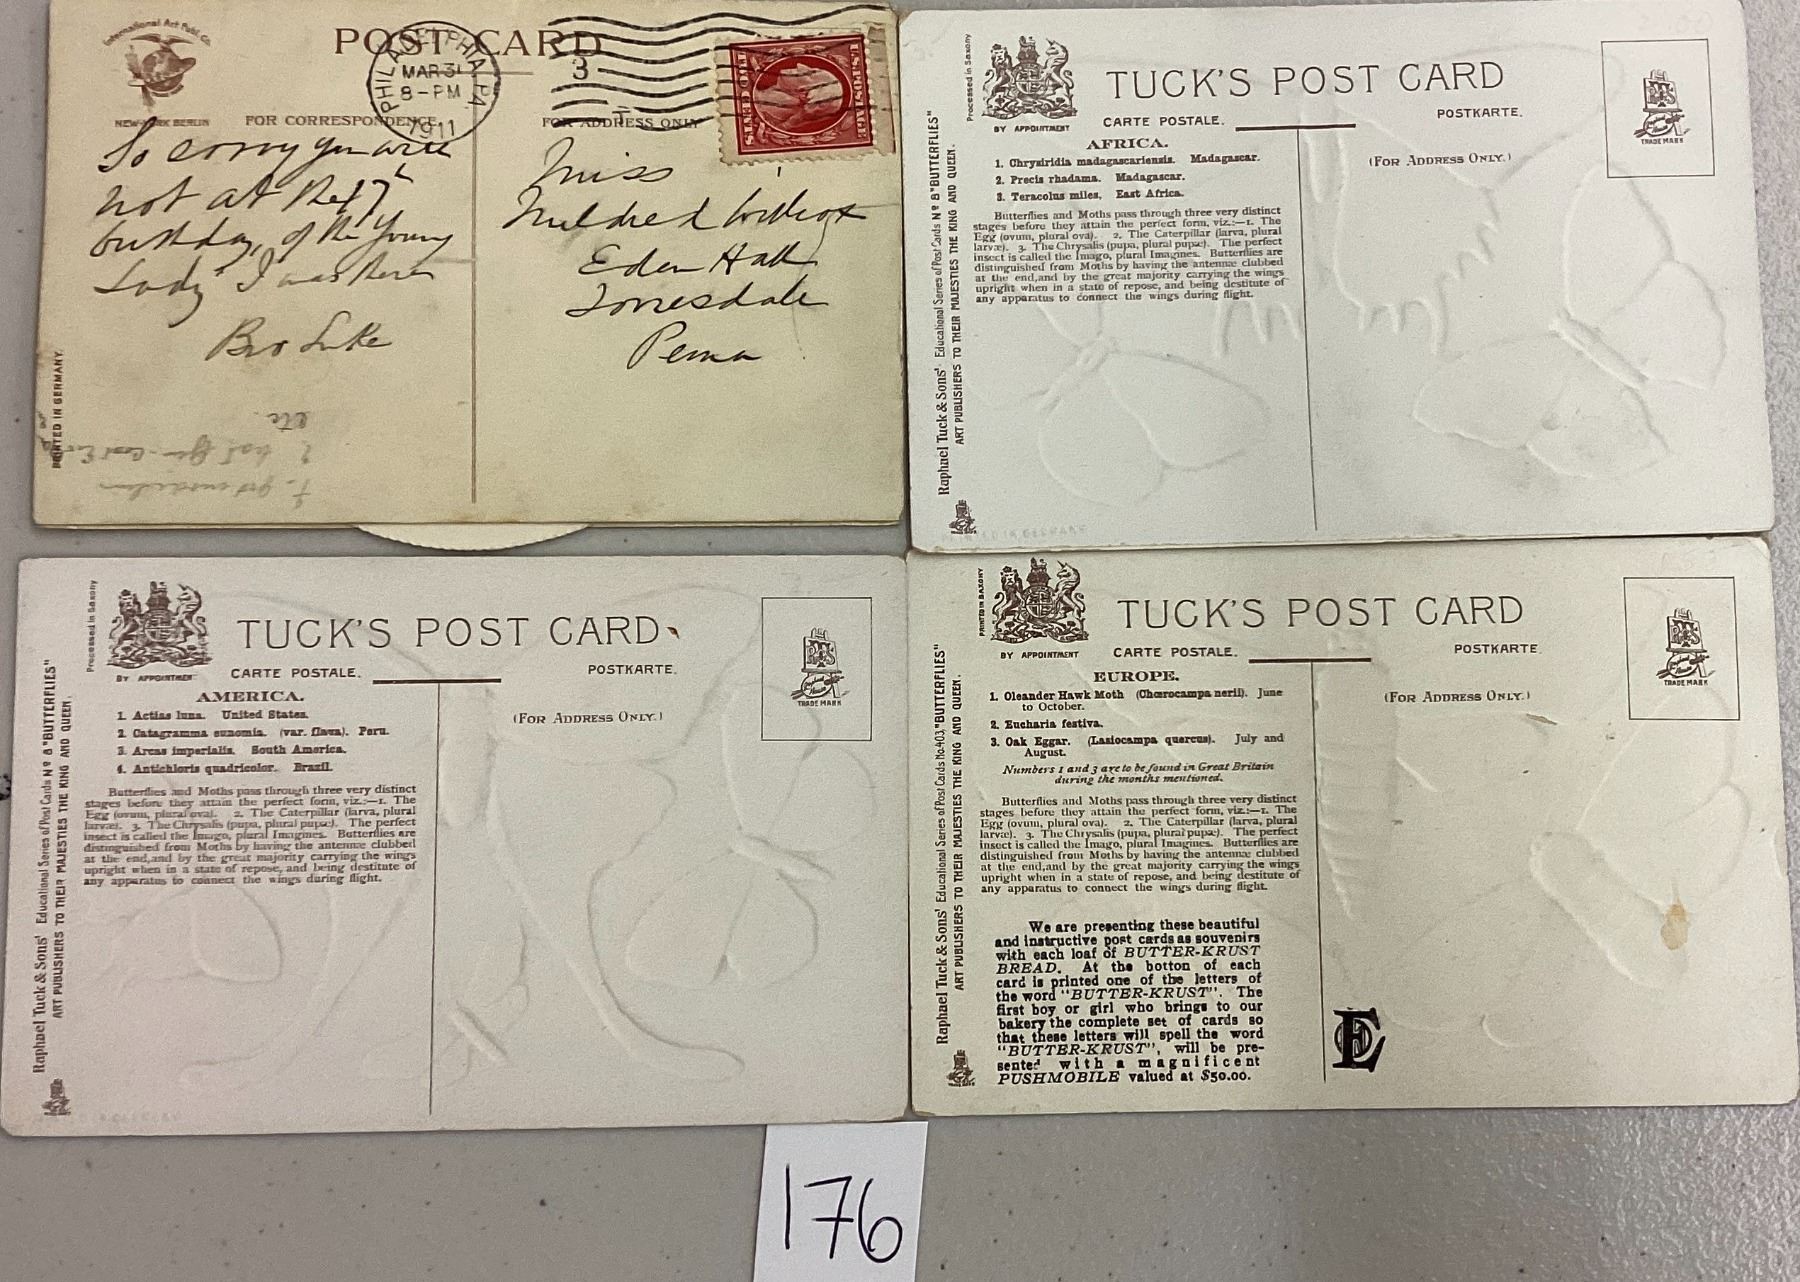 International Art Publ. Co.
NEW-YORK BERLIN
POST CARD
PHILADELPHIA, PA
MAR 31
8-PM
1911
3
FOR CORRESPONDENCE
FOR ADDRESS ONLY
U.S. POSTAGE
TWO CENTS
So sorry you were
not at the 17th
birthday, of the Young
Lady I was there
Bro Luke
Miss
Mildred Wilcox
Eden Hall
Torresdale
Penna
PRINTED IN GERMANY.
etc.
Processed in Saxony
BY APPOINTMENT
TUCK'S POST CARD
CARTE POSTALE.
POSTKARTE.
(FOR ADDRESS ONLY.)
TRADE MARK
AFRICA.
1. Chrysiridia madagascariensis. Madagascar.
2. Precis rhadama. Madagascar.
3. Teracolus miles. East Africa.
Butterflies and Moths pass through three very distinct
stages before they attain the perfect form, viz.:—1. The
Egg (ovum, plural ova). 2. The Caterpillar (larva, plural
larvæ). 3. The Chrysalis (pupa, plural pupæ). The perfect
insect is called the Imago, plural Imagines. Butterflies are
distinguished from Moths by having the antennæ clubbed
at the end, and by the great majority carrying the wings
upright when in a state of repose, and being destitute of
any apparatus to connect the wings during flight.
Raphael Tuck & Sons' Educational Series of Post Cards Nº 8 "BUTTERFLIES"
ART PUBLISHERS TO THEIR MAJESTIES THE KING AND QUEEN.
Processed in Saxony
BY APPOINTMENT
TUCK'S POST CARD
CARTE POSTALE.
POSTKARTE.
(FOR ADDRESS ONLY.)
TRADE MARK
AMERICA.
1. Actias luna. United States.
2. Catagramma eunomia. (var. flava). Peru.
3. Arcas imperialis. South America.
4. Antichloris quadricolor. Brazil.
Butterflies and Moths pass through three very distinct
stages before they attain the perfect form, viz.:—1. The
Egg (ovum, plural ova). 2. The Caterpillar (larva, plural
larvæ). 3. The Chrysalis (pupa, plural pupæ). The perfect
insect is called the Imago, plural Imagines. Butterflies are
distinguished from Moths by having the antennæ clubbed
at the end, and by the great majority carrying the wings
upright when in a state of repose, and being destitute of
any apparatus to connect the wings during flight.
Raphael Tuck & Sons' Educational Series of Post Cards Nº 8 "BUTTERFLIES"
ART PUBLISHERS TO THEIR MAJESTIES THE KING AND QUEEN.
PRINTED IN SAXONY
BY APPOINTMENT
TUCK'S POST CARD
CARTE POSTALE.
POSTKARTE.
(FOR ADDRESS ONLY.)
TRADE MARK
EUROPE.
1. Oleander Hawk Moth (Chœrocampa nerii). June
to October.
2. Eucharia festiva.
3. Oak Eggar. (Lasiocampa quercus). July and
August.
Numbers 1 and 3 are to be found in Great Britain
during the months mentioned.
Butterflies and Moths pass through three very distinct
stages before they attain the perfect form, viz.:—1. The
Egg (ovum, plural ova). 2. The Caterpillar (larva, plural
larvæ). 3. The Chrysalis (pupa, plural pupæ). The perfect
insect is called the Imago, plural Imagines. Butterflies are
distinguished from Moths by having the antennæ clubbed
at the end, and by the great majority carrying the wings
upright when in a state of repose, and being destitute of
any apparatus to connect the wings during flight.
We are presenting these beautiful
and instructive post cards as souvenirs
with each loaf of BUTTER-KRUST
BREAD. At the botton of each
card is printed one of the letters of
the word "BUTTER-KRUST". The
first boy or girl who brings to our
bakery the complete set of cards so
that these letters will spell the word
"BUTTER-KRUST", will be pre-
sented with a magnificent
PUSHMOBILE valued at $50.00.
E
Raphael Tuck & Sons' Educational Series of Post Cards No. 403, "BUTTERFLIES"
ART PUBLISHERS TO THEIR MAJESTIES THE KING AND QUEEN.
176